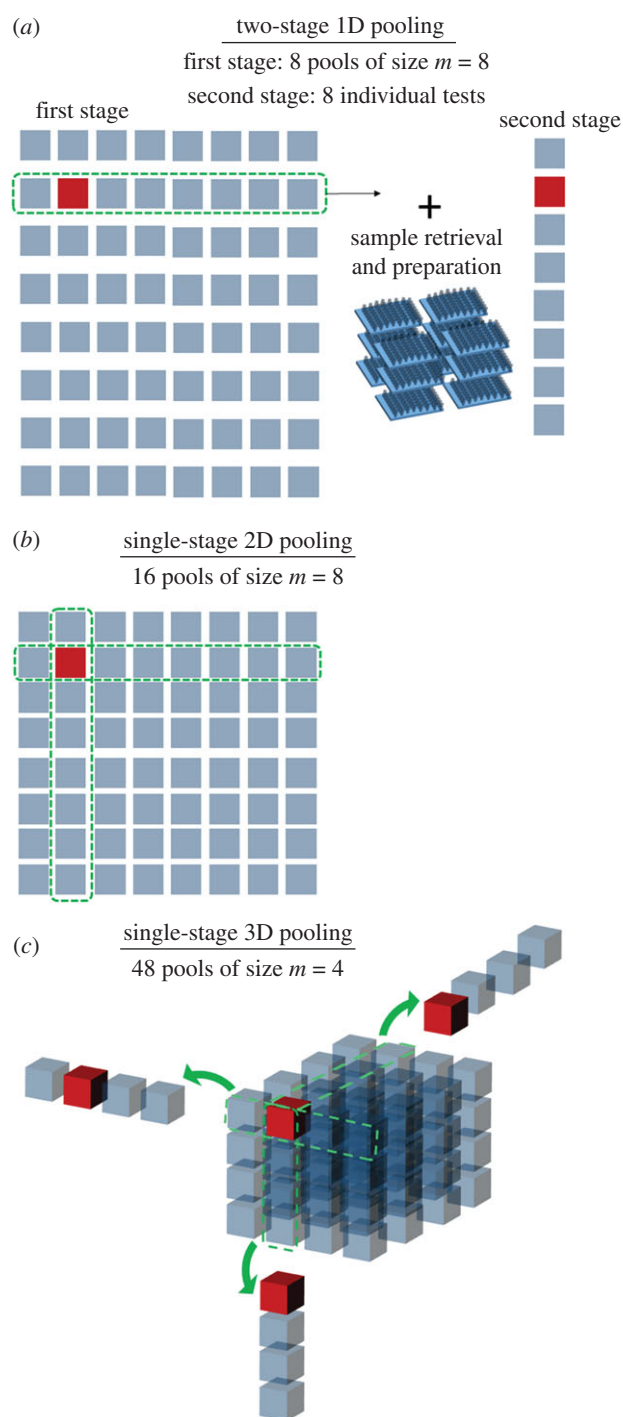 (a)
two-stage 1D pooling
first stage: 8 pools of size m = 8
second stage: 8 individual tests
first stage
second stage
+
sample retrieval
and preparation
(b)
single-stage 2D pooling
16 pools of size m = 8
(c)
single-stage 3D pooling
48 pools of size m = 4